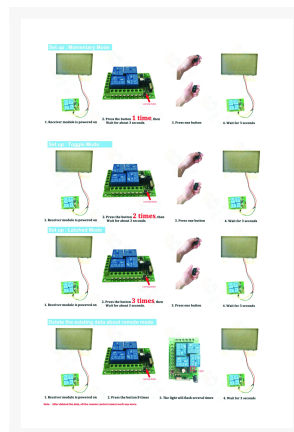 Set up : Momentary Mode
1. Receiver module is powered on
2. Press the button 1 time, then
Wait for about 3 seconds.
3. Press one button
4. Wait for 3 seconds
Set up : Toggle Mode
1. Receiver module is powered on
2. Press the button 2 times, then
Wait for about 3 seconds.
3. Press one button
4. Wait for 3 seconds
Set up : Latched Mode
1. Receiver module is powered on
2. Press the button 3 times, then
Wait for about 3 seconds.
3. Press one button
4. Wait for 3 seconds
Delete the existing data about remote mode
1. Receiver module is powered on
2. Press the button 8 times
3. The light will flash several times
4. Wait for 3 seconds